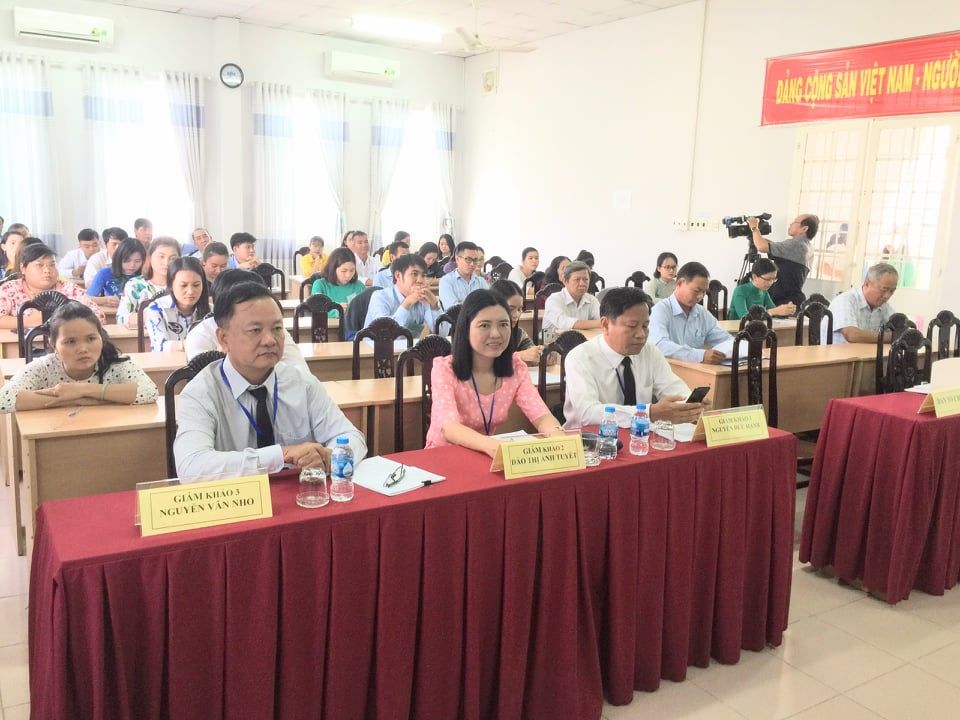 ĐẢNG CỘNG SẢN VIỆT NAM - NGƯỜI
GIÁM KHẢO 3
NGUYỄN VĂN NHO
GIÁM KHẢO 2
ĐÀO THỊ ÁNH TUYẾT
GIÁM KHẢO 1
NGUYỄN ĐỨC HẠNH